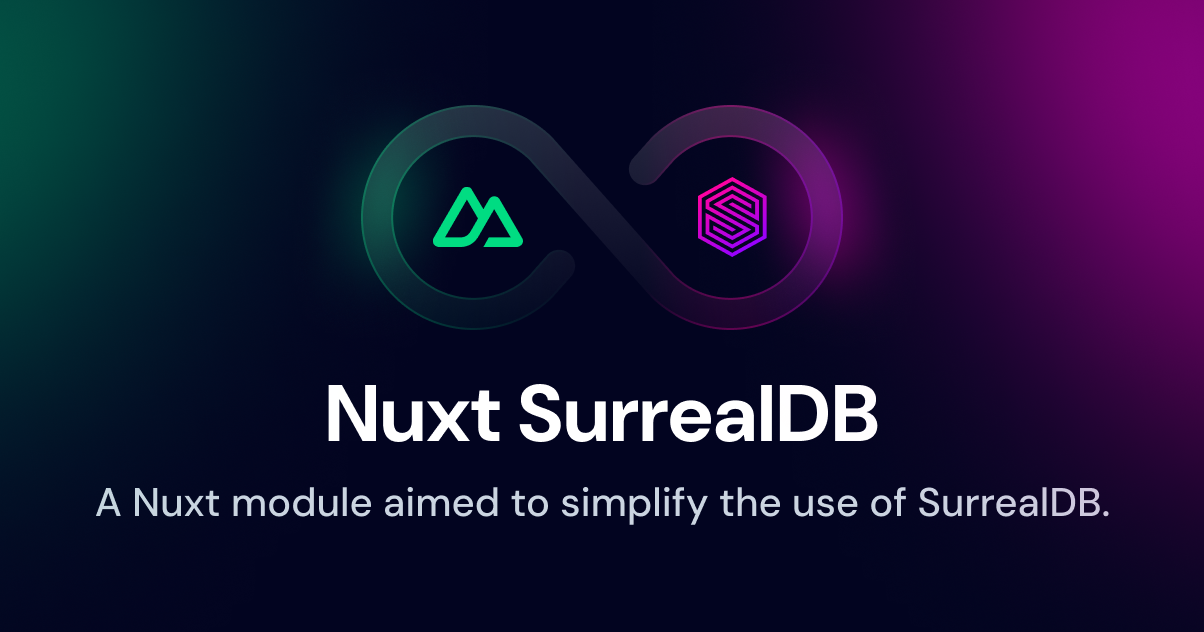 Nuxt SurrealDB
A Nuxt module aimed to simplify the use of SurrealDB.